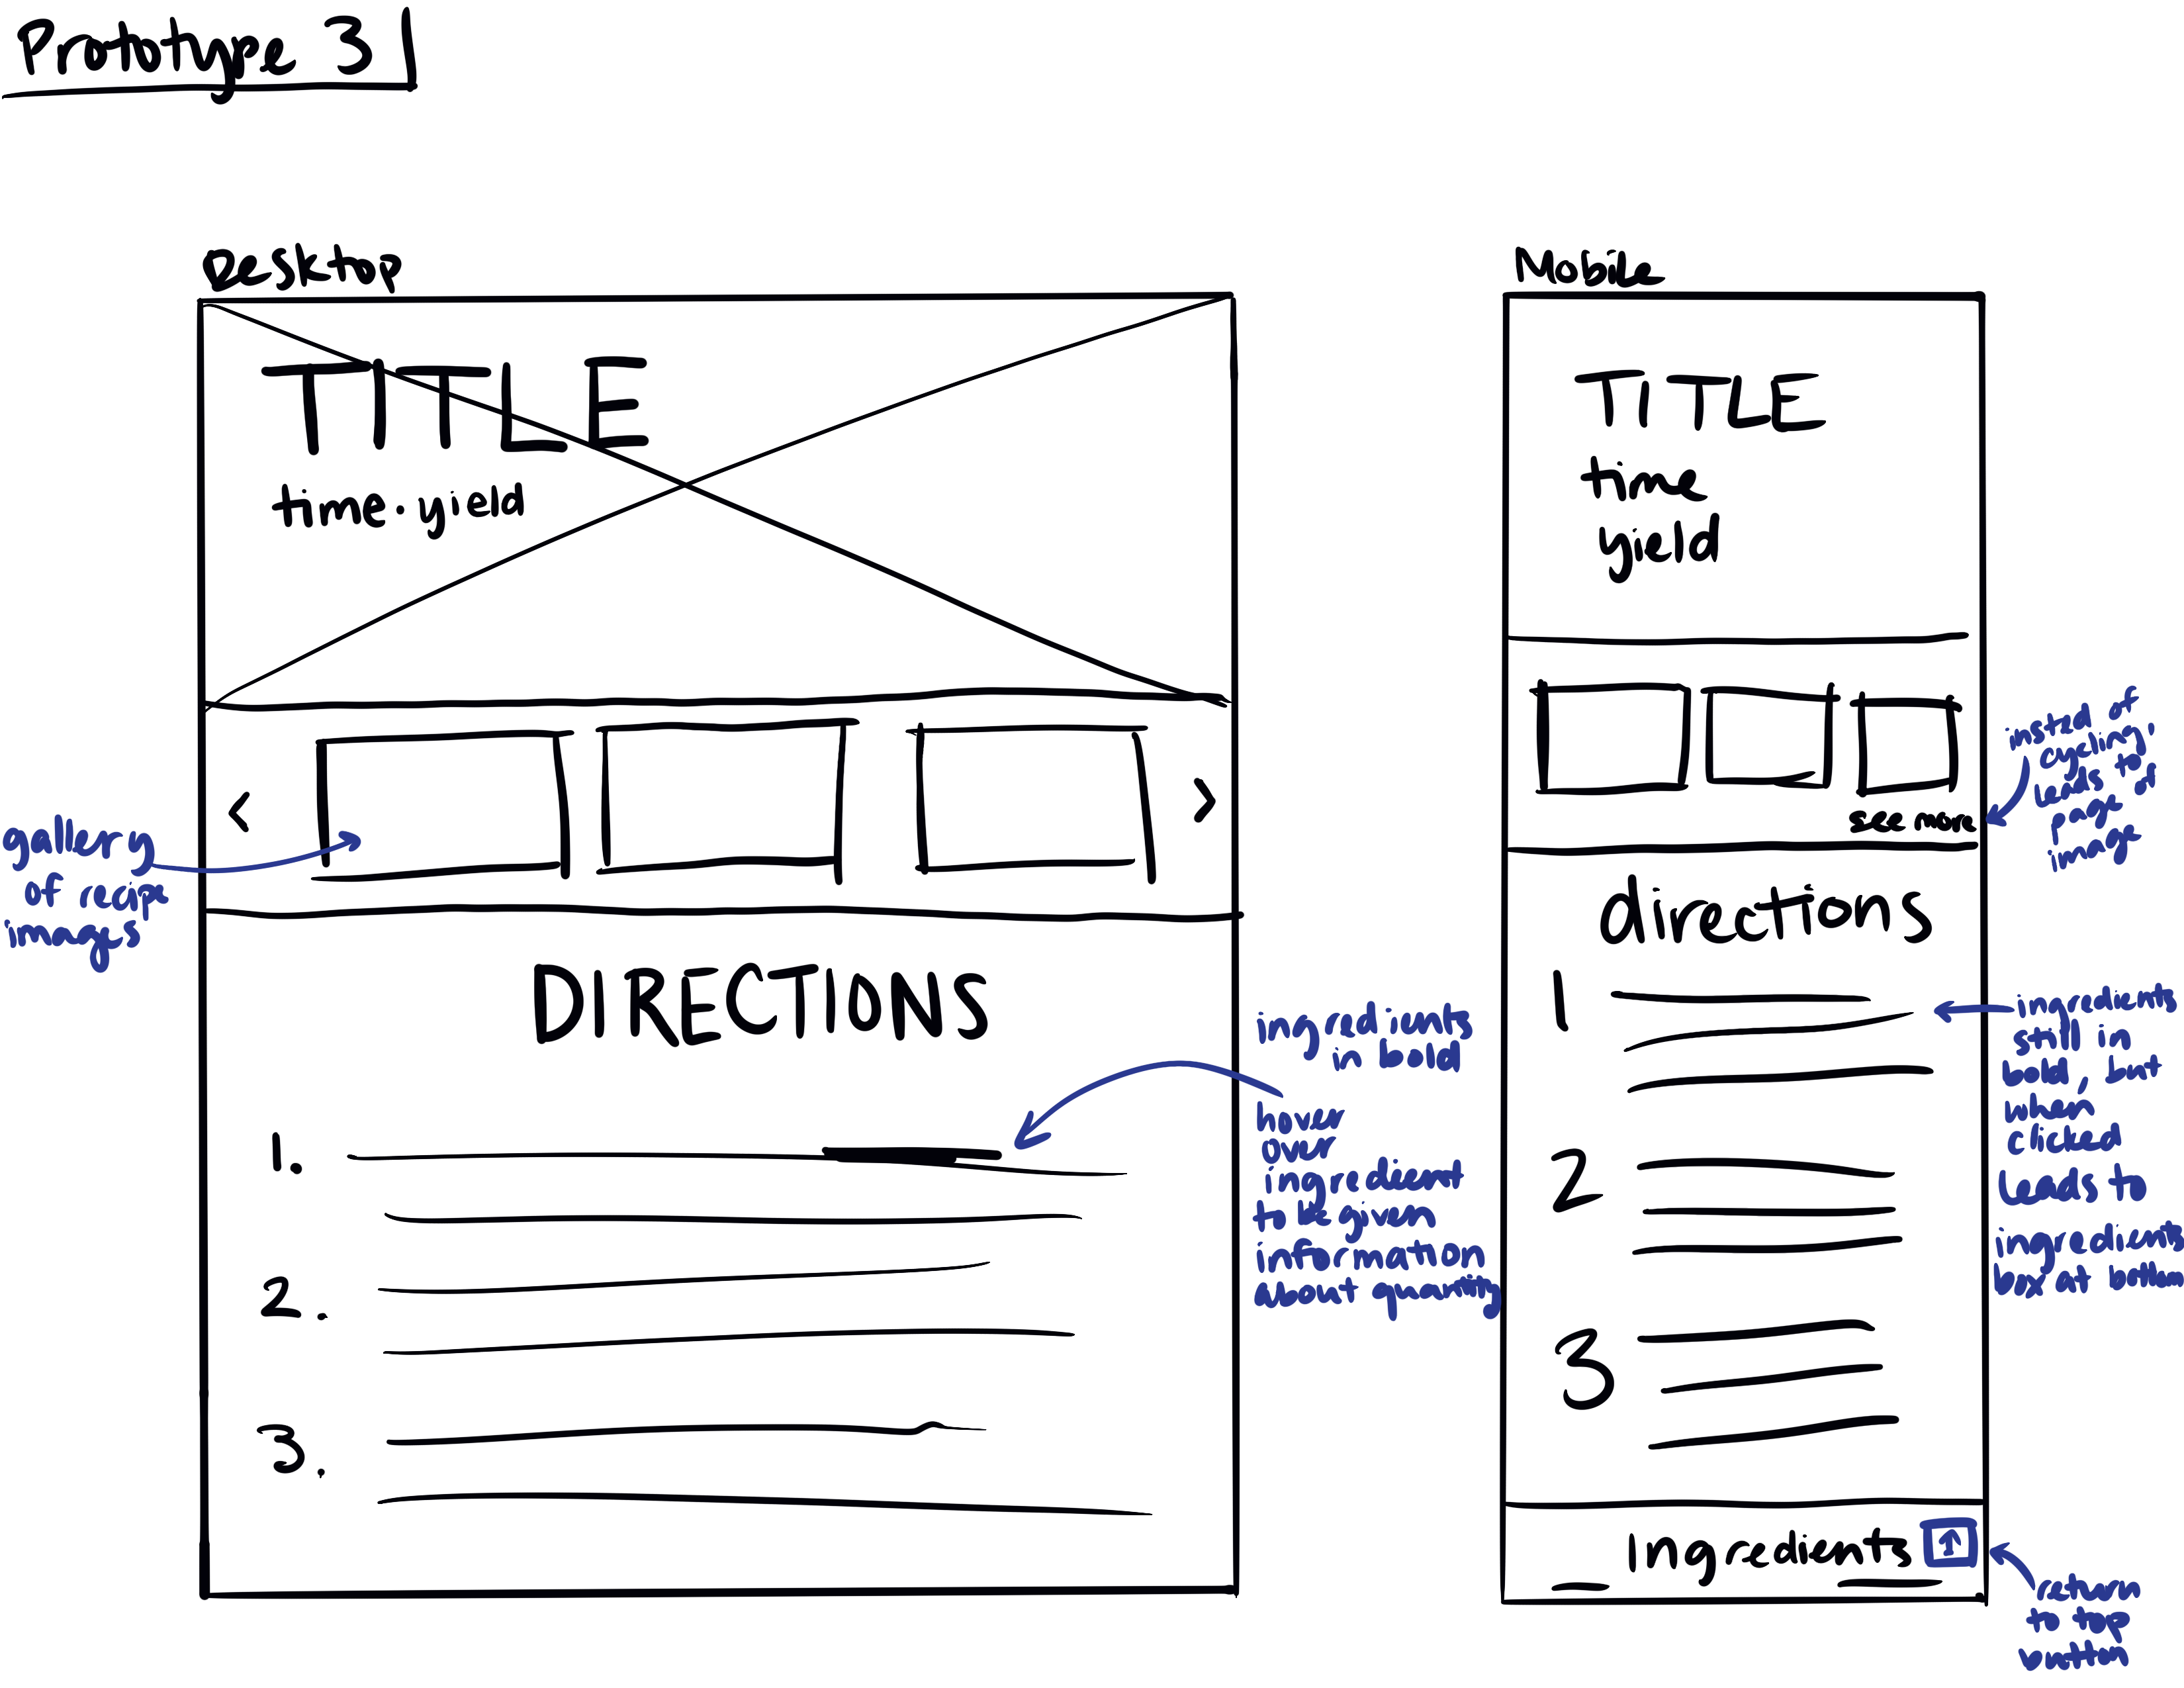 Prototype 3
Desktop
TITLE
time · yield
<
>
gallery
of recipe
images
DIRECTIONS
1.
2.
3.
ingredients
in bold
hover
over
ingredient
to be given
information
about quantity
Mobile
TITLE
time
yield
see more
insted of
cycling,
leads to
page of
image
directions
1
2
3
ingredients
still in
bold, but
when
clicked
leads to
ingredients
box at bottom
Ingredients ↑
return
to top
button